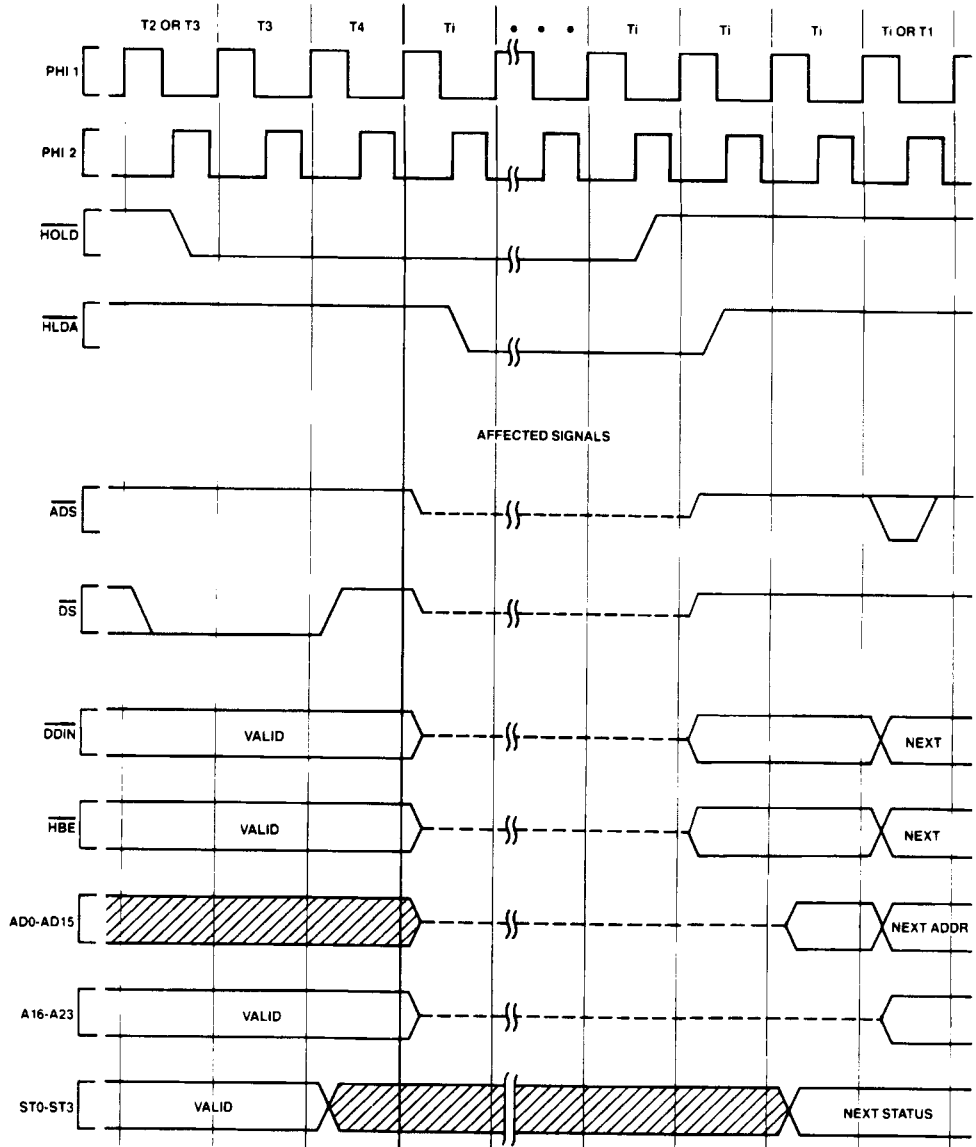 T2 OR T3 T3 T4 Ti • • • Ti Ti Ti Ti OR T1
PHI 1
PHI 2
HOLD
HLDA
AFFECTED SIGNALS
ADS
DS
DDIN VALID NEXT
HBE VALID NEXT
AD0-AD15 NEXT ADDR
A16-A23 VALID
ST0-ST3 VALID NEXT STATUS